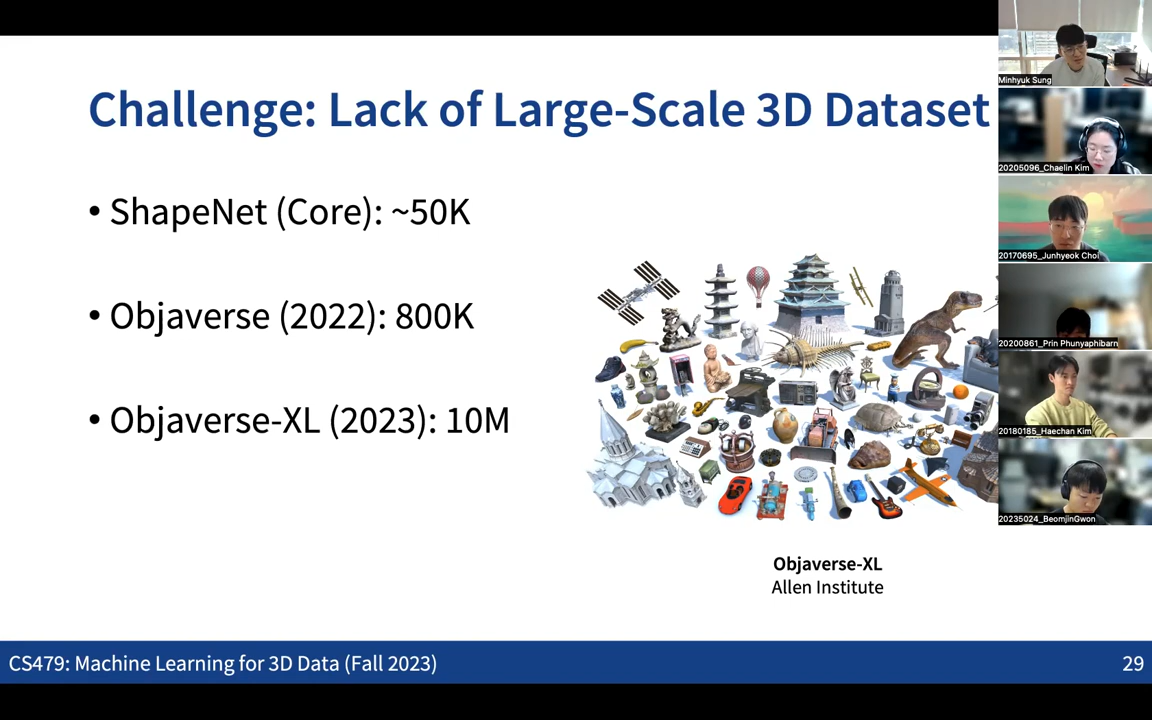 Challenge: Lack of Large-Scale 3D Dataset
• ShapeNet (Core): ~50K
• Objaverse (2022): 800K
• Objaverse-XL (2023): 10M
Objaverse-XL
Allen Institute
CS479: Machine Learning for 3D Data (Fall 2023)
29
Minhyuk Sung
20205096_Chaelin Kim
20170695_Junhyeok Choi
20200861_Prin Phunyaphibarn
20180185_Haechan Kim
20235024_BeomjinGwon